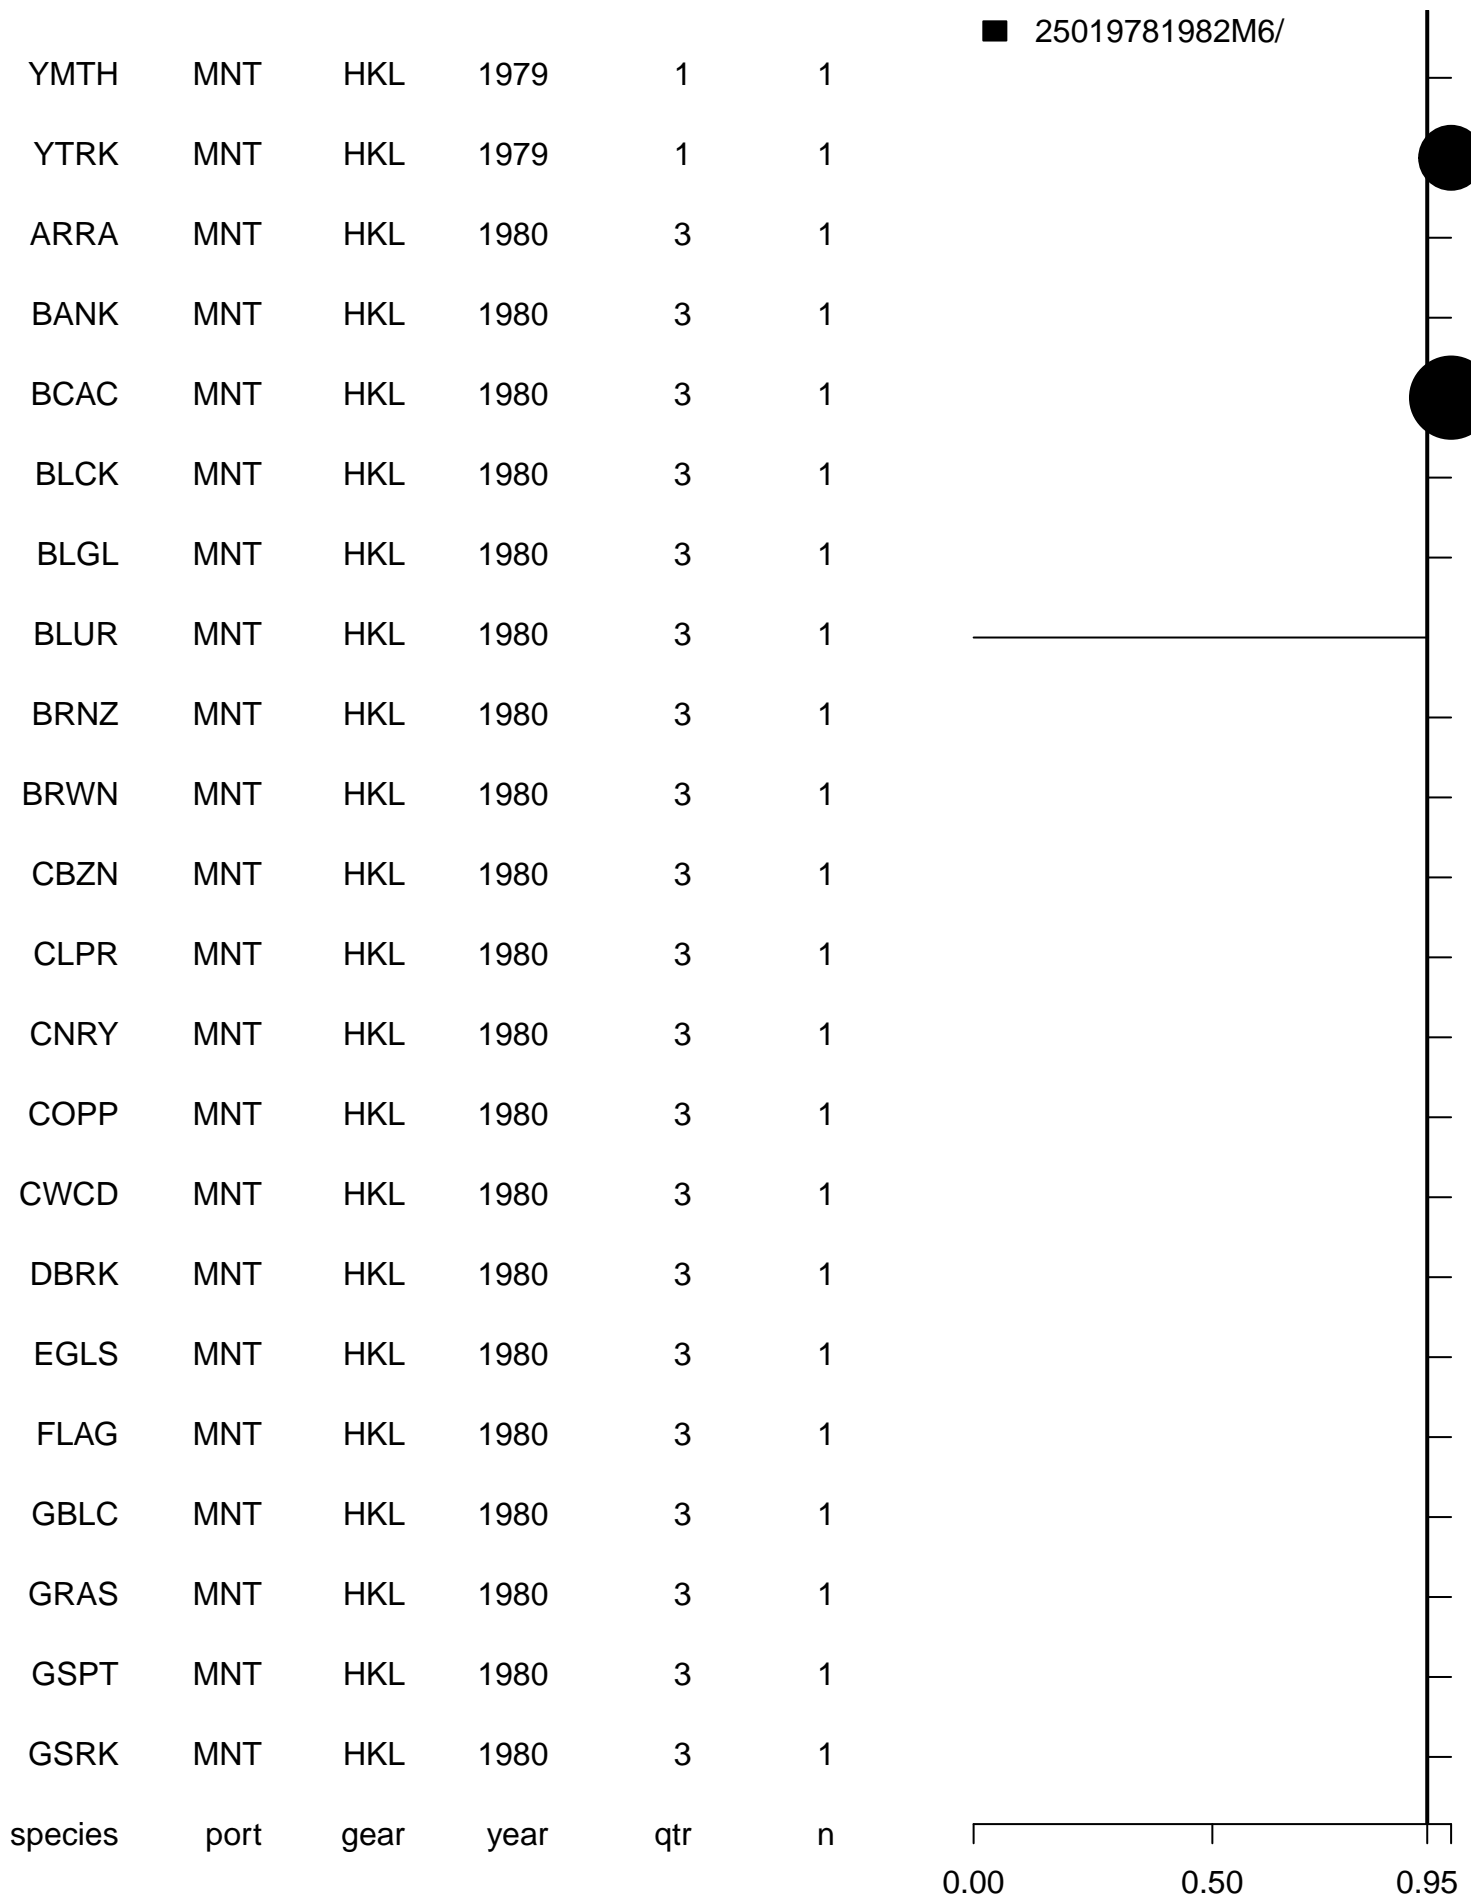 25019781982M6/
YMTH MNT HKL 1979 1 1
YTRK MNT HKL 1979 1 1
ARRA MNT HKL 1980 3 1
BANK MNT HKL 1980 3 1
BCAC MNT HKL 1980 3 1
BLCK MNT HKL 1980 3 1
BLGL MNT HKL 1980 3 1
BLUR MNT HKL 1980 3 1
BRNZ MNT HKL 1980 3 1
BRWN MNT HKL 1980 3 1
CBZN MNT HKL 1980 3 1
CLPR MNT HKL 1980 3 1
CNRY MNT HKL 1980 3 1
COPP MNT HKL 1980 3 1
CWCD MNT HKL 1980 3 1
DBRK MNT HKL 1980 3 1
EGLS MNT HKL 1980 3 1
FLAG MNT HKL 1980 3 1
GBLC MNT HKL 1980 3 1
GRAS MNT HKL 1980 3 1
GSPT MNT HKL 1980 3 1
GSRK MNT HKL 1980 3 1
species port gear year qtr n
0.00 0.50 0.95